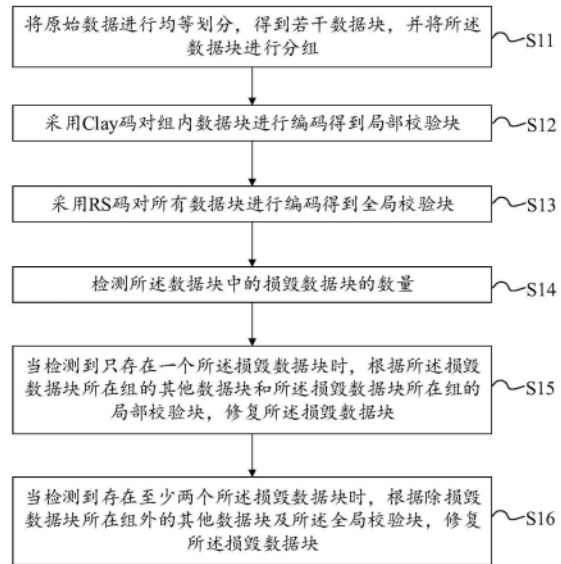 将原始数据进行均等划分，得到若干数据块，并将所述
数据块进行分组
S11
采用Clay码对组内数据块进行编码得到局部校验块
S12
采用RS码对所有数据块进行编码得到全局校验块
S13
检测所述数据块中的损毁数据块的数量
S14
当检测到只存在一个所述损毁数据块时，根据所述损毁
数据块所在组的其他数据块和所述损毁数据块所在组的
局部校验块，修复所述损毁数据块
S15
当检测到存在至少两个所述损毁数据块时，根据除损毁
数据块所在组外的其他数据块及所述全局校验块，修复
所述损毁数据块
S16